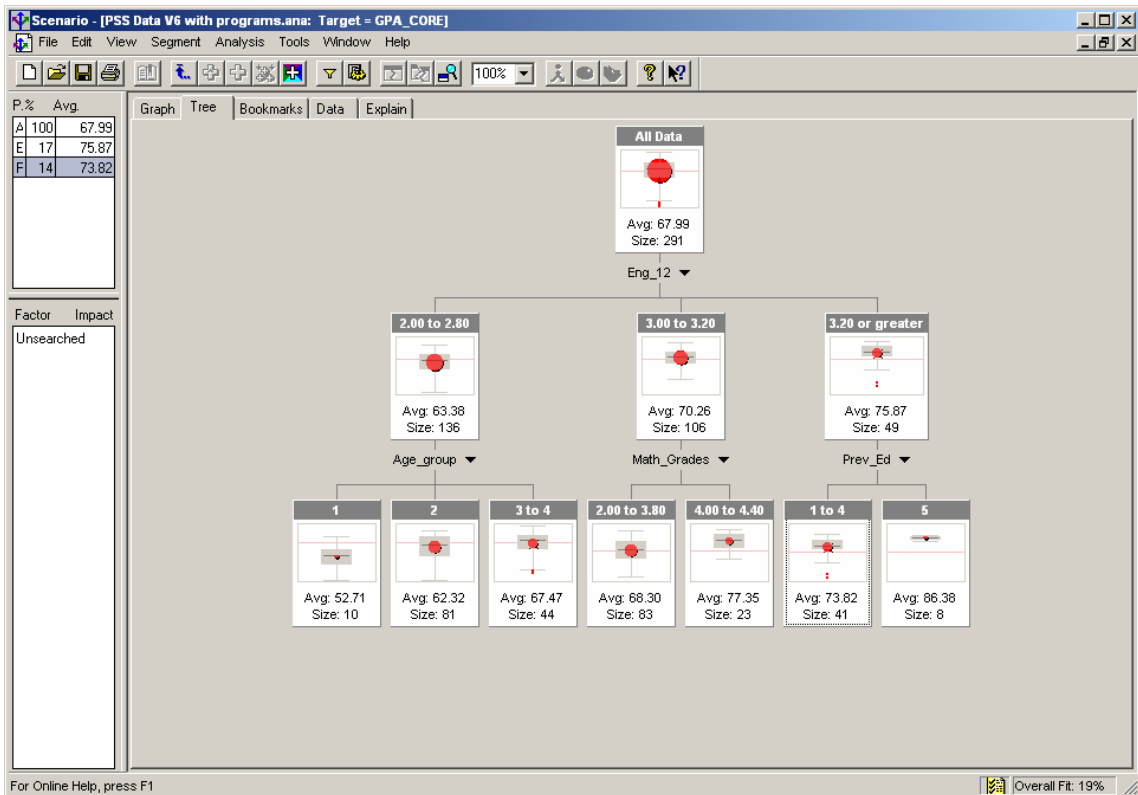 Scenario - [PSS Data V6 with programs.ana: Target = GPA_CORE]
File Edit View Segment Analysis Tools Window Help
100%
P.% Avg.
A 100 67.99
E 17 75.87
F 14 73.82
Factor Impact
Unsearched
Graph Tree Bookmarks Data Explain
All Data
Avg: 67.99
Size: 291
Eng_12
2.00 to 2.80 3.00 to 3.20 3.20 or greater
Avg: 63.38 Avg: 70.26 Avg: 75.87
Size: 136 Size: 106 Size: 49
Age_group Math_Grades Prev_Ed
1 2 3 to 4 2.00 to 3.80 4.00 to 4.40 1 to 4 5
Avg: 52.71 Avg: 62.32 Avg: 67.47 Avg: 68.30 Avg: 77.35 Avg: 73.82 Avg: 86.38
Size: 10 Size: 81 Size: 44 Size: 83 Size: 23 Size: 41 Size: 8
For Online Help, press F1 Overall Fit: 19%